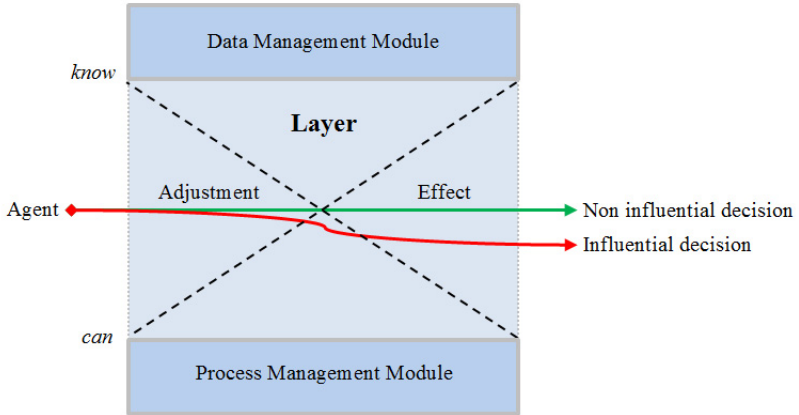 Data Management Module
know
Layer
Adjustment
Effect
Agent
Non influential decision
Influential decision
can
Process Management Module